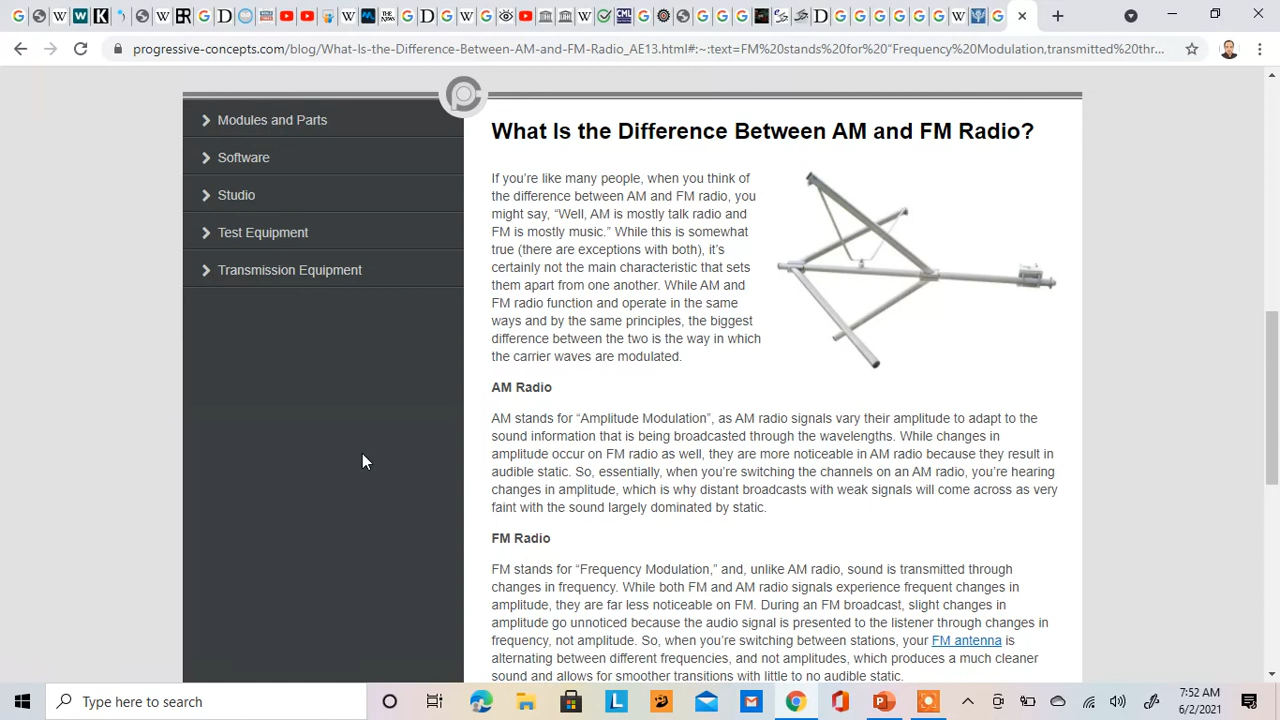 progressive-concepts.com/blog/What-Is-the-Difference-Between-AM-and-FM-Radio_AE13.html#:~:text=FM%20stands%20for%20“Frequency%20Modulation,transmitted%20thr...
Modules and Parts
Software
Studio
Test Equipment
Transmission Equipment
What Is the Difference Between AM and FM Radio?
If you’re like many people, when you think of
the difference between AM and FM radio, you
might say, “Well, AM is mostly talk radio and
FM is mostly music.” While this is somewhat
true (there are exceptions with both), it’s
certainly not the main characteristic that sets
them apart from one another. While AM and
FM radio function and operate in the same
ways and by the same principles, the biggest
difference between the two is the way in which
the carrier waves are modulated.
AM Radio
AM stands for “Amplitude Modulation”, as AM radio signals vary their amplitude to adapt to the
sound information that is being broadcasted through the wavelengths. While changes in
amplitude occur on FM radio as well, they are more noticeable in AM radio because they result in
audible static. So, essentially, when you’re switching the channels on an AM radio, you’re hearing
changes in amplitude, which is why distant broadcasts with weak signals will come across as very
faint with the sound largely dominated by static.
FM Radio
FM stands for “Frequency Modulation,” and, unlike AM radio, sound is transmitted through
changes in frequency. While both FM and AM radio signals experience frequent changes in
amplitude, they are far less noticeable on FM. During an FM broadcast, slight changes in
amplitude go unnoticed because the audio signal is presented to the listener through changes in
frequency, not amplitude. So, when you’re switching between stations, your FM antenna is
alternating between different frequencies, and not amplitudes, which produces a much cleaner
sound and allows for smoother transitions with little to no audible static.
Type here to search
7:52 AM
6/2/2021